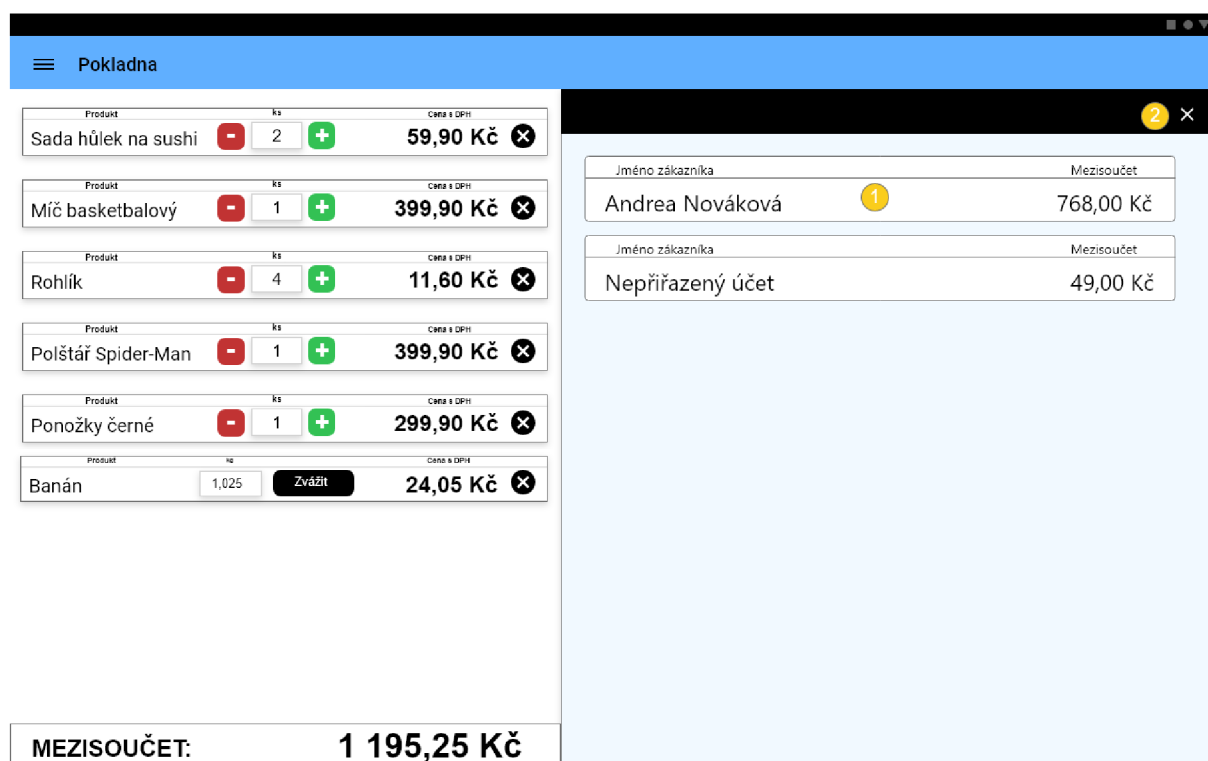 Pokladna
Produkt ks Cena s DPH
Sada hůlek na sushi - 2 + 59,90 Kč
Produkt ks Cena s DPH
Míč basketbalový - 1 + 399,90 Kč
Produkt ks Cena s DPH
Rohlík - 4 + 11,60 Kč
Produkt ks Cena s DPH
Polštář Spider-Man - 1 + 399,90 Kč
Produkt ks Cena s DPH
Ponožky černé - 1 + 299,90 Kč
Produkt kg Cena s DPH
Banán 1,025 Zvážit 24,05 Kč
MEZISOUČET: 1 195,25 Kč
2
Jméno zákazníka Mezisoučet
Andrea Nováková 1 768,00 Kč
Jméno zákazníka Mezisoučet
Nepřiřazený účet 49,00 Kč